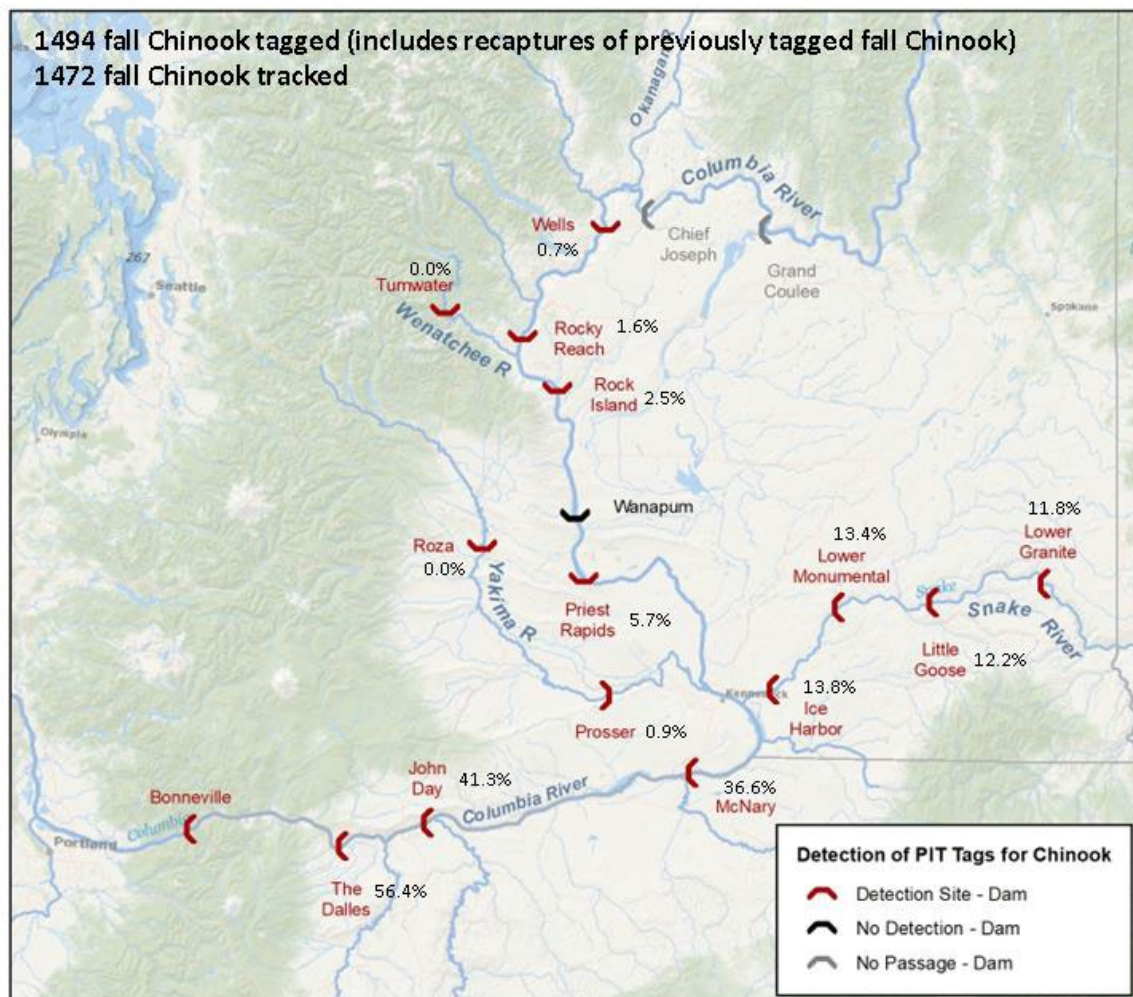 1494 fall Chinook tagged (includes recaptures of previously tagged fall Chinook)
1472 fall Chinook tracked
Okanagan R
Columbia River
Wells
0.7%
Chief
Joseph
Grand
Coulee
267
Seattle
Spokane
0.0%
Tumwater
Wenatchee R
Rocky
Reach
1.6%
Rock
Island
2.5%
Olympia
Wanapum
Roza
0.0%
Yakima R
Priest
Rapids
5.7%
13.4%
Lower
Monumental
11.8%
Lower
Granite
Snake
Snake River
Little
Goose
12.2%
13.8%
Ice
Harbor
Prosser
0.9%
John
Day
41.3%
Columbia River
36.6%
McNary
Bonneville
Columbia
Portland
The
Dalles
56.4%
Detection of PIT Tags for Chinook
Detection Site - Dam
No Detection - Dam
No Passage - Dam